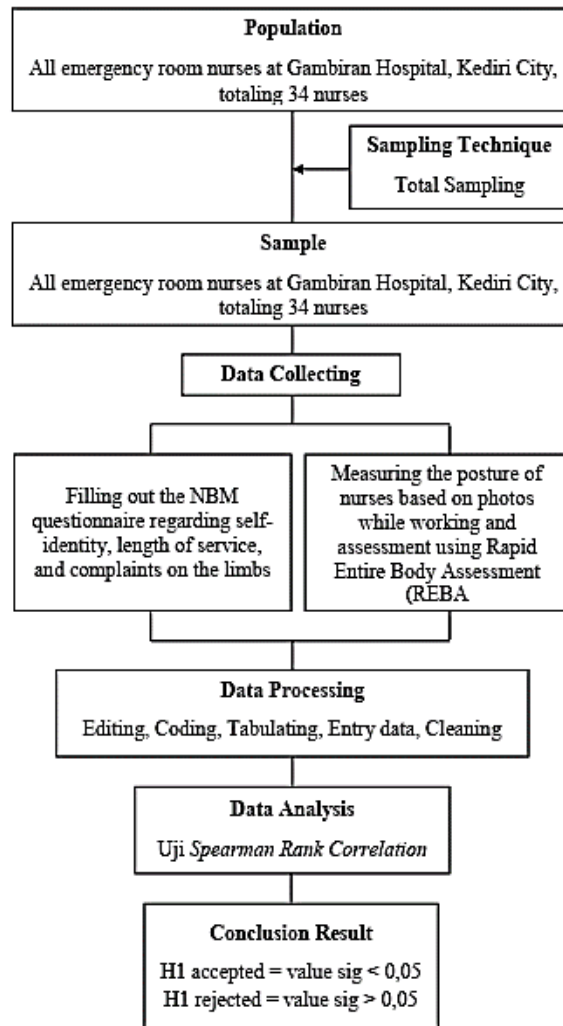 Population
All emergency room nurses at Gambiran Hospital, Kediri City,
totaling 34 nurses
Sampling Technique
Total Sampling
Sample
All emergency room nurses at Gambiran Hospital, Kediri City,
totaling 34 nurses
Data Collecting
Filling out the NBM
questionnaire regarding self-
identity, length of service,
and complaints on the limbs
Measuring the posture of
nurses based on photos
while working and
assessment using Rapid
Entire Body Assessment
(REBA
Data Processing
Editing, Coding, Tabulating, Entry data, Cleaning
Data Analysis
Uji Spearman Rank Correlation
Conclusion Result
H1 accepted = value sig < 0,05
H1 rejected = value sig > 0,05